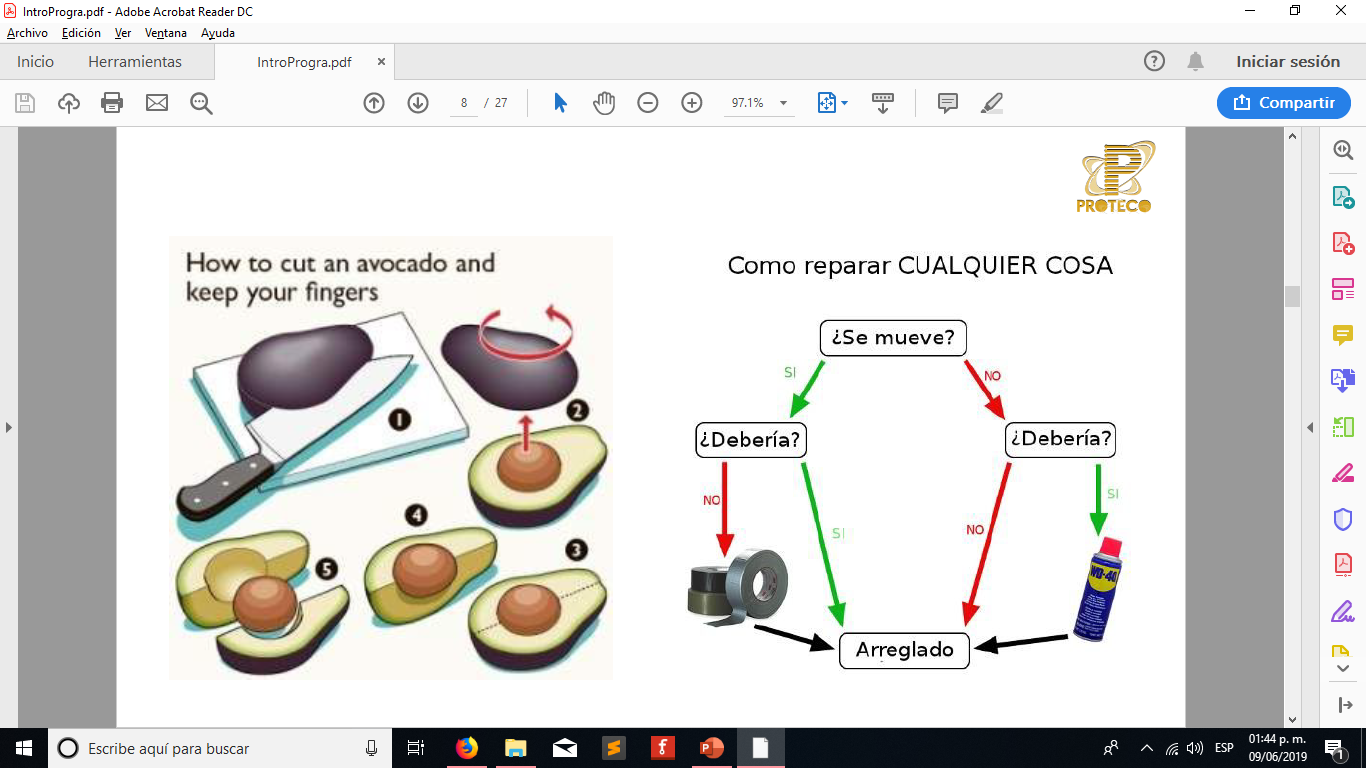 IntroProgra.pdf - Adobe Acrobat Reader DC
Archivo Edición Ver Ventana Ayuda
Inicio Herramientas IntroProgra.pdf × Iniciar sesión
8 / 27 97.1% Compartir
PROTECO
How to cut an avocado and
keep your fingers
1
2
3
4
5
Como reparar CUALQUIER COSA
¿Se mueve?
SI NO
¿Debería? ¿Debería?
NO SI NO SI
WD-40
Arreglado
Escribe aquí para buscar
ESP
01:44 p. m.
09/06/2019
1